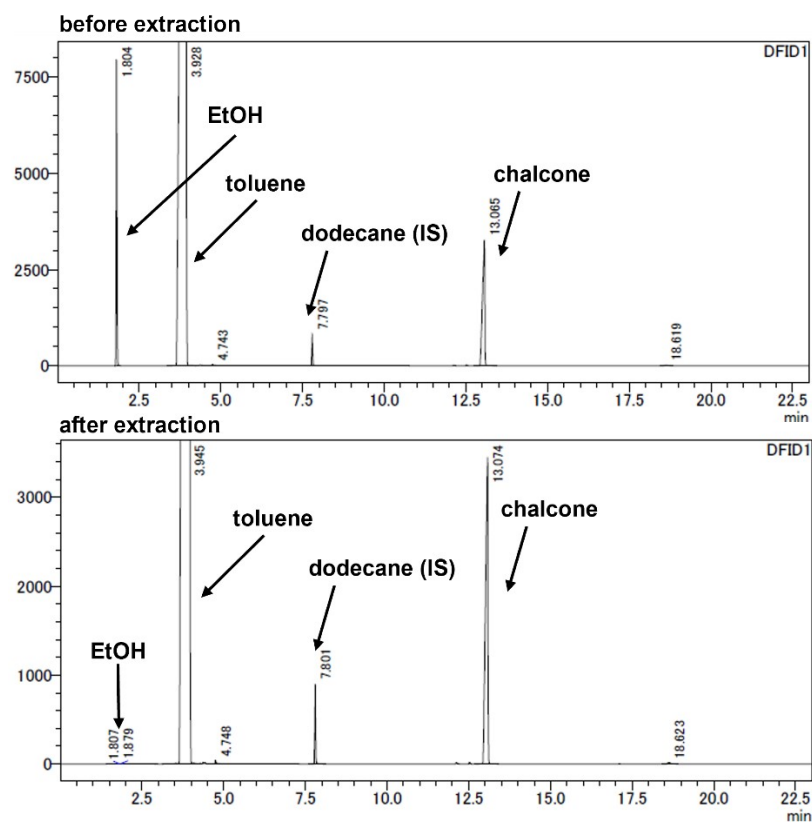 before extraction
DFID1
1.804
3.928
7500
EtOH
toluene
chalcone
5000
dodecane (IS)
13.065
2500
7.797
4.743
18.619
0
2.5 5.0 7.5 10.0 12.5 15.0 17.5 20.0 22.5
min
after extraction
DFID1
3.945
13.074
3000
toluene
chalcone
dodecane (IS)
2000
EtOH
7.801
1000
1.807
1.879
4.748
18.623
0
2.5 5.0 7.5 10.0 12.5 15.0 17.5 20.0 22.5
min